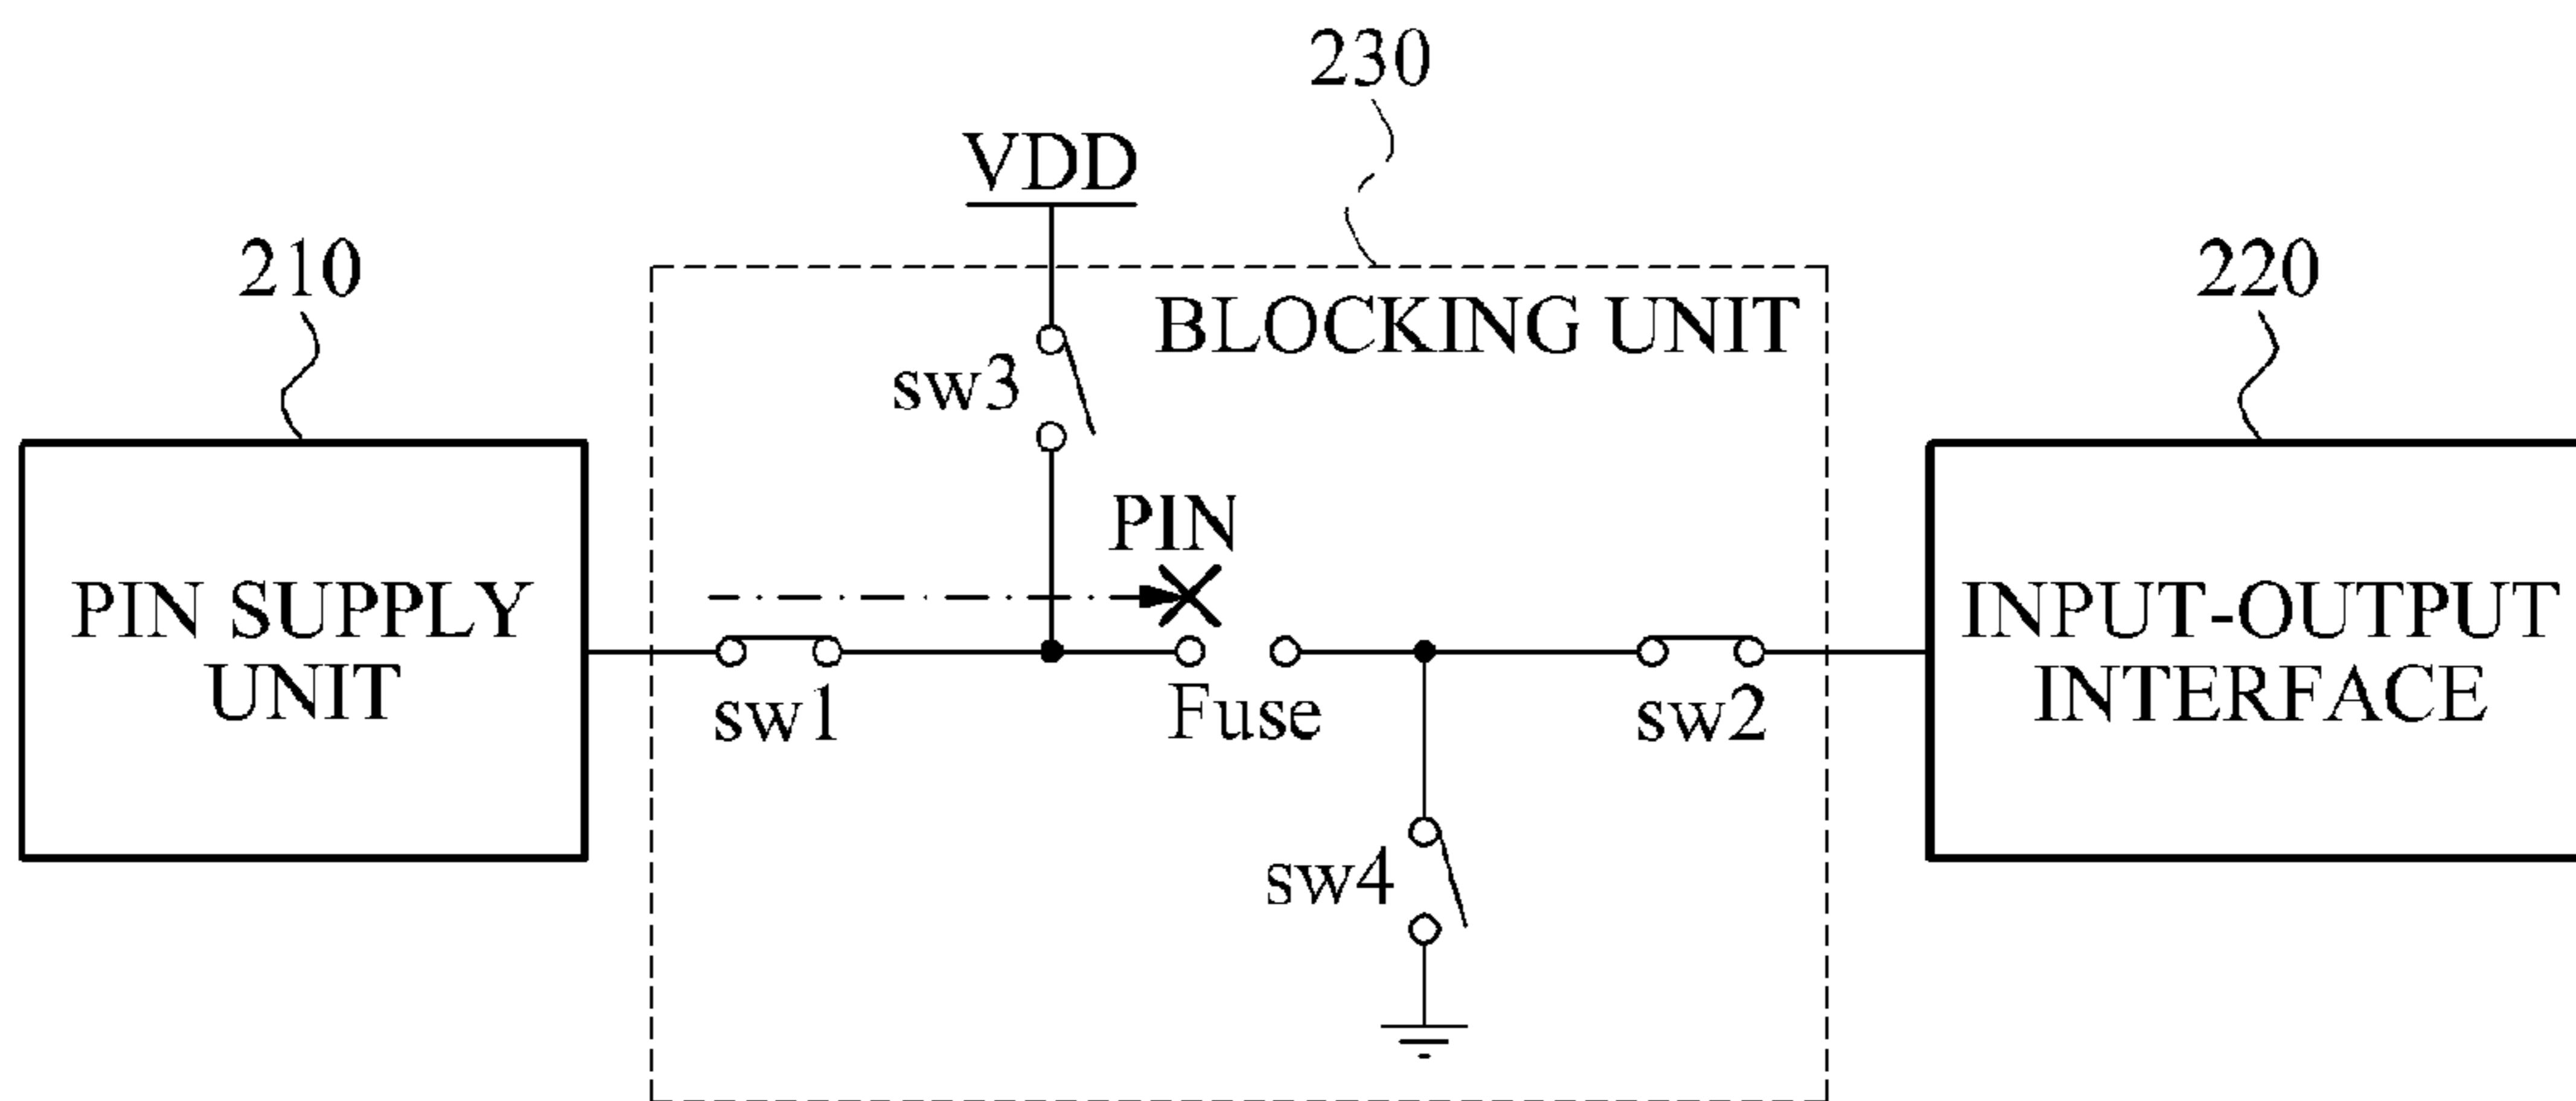 230
VDD
210
BLOCKING UNIT
220
sw3
PIN
PIN SUPPLY
UNIT
INPUT-OUTPUT
INTERFACE
sw1
Fuse
sw2
sw4